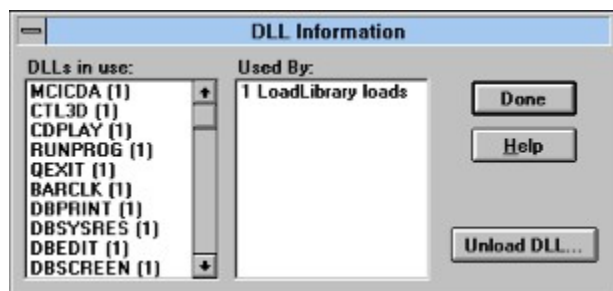 DLL Information
DLLs in use:
MCICDA (1)
CTL3D (1)
CDPLAY (1)
RUNPROG (1)
QEXIT (1)
BARCLK (1)
DBPRINT (1)
DBSYSRES (1)
DBEDIT (1)
DBSCREEN (1)
Used By:
1 LoadLibrary loads
Done
Help
Unload DLL...